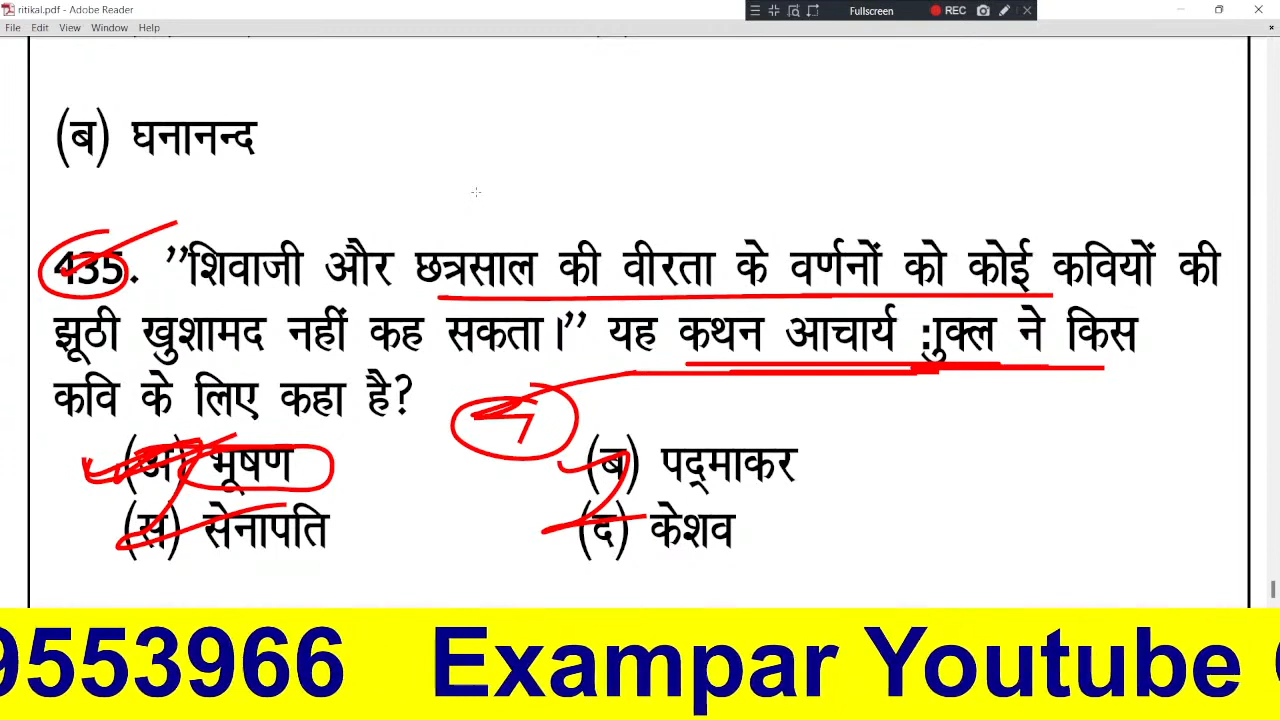 ritikal.pdf - Adobe Reader
Fullscreen REC
File Edit View Window Help
(ब) घनानन्द
435. ’’शिवाजी और छत्रसाल की वीरता के वर्णनों को कोई कवियों की
झूठी खुशामद नहीं कह सकता।’’ यह कथन आचार्य :ाुक्ल ने किस
कवि के लिए कहा है?
(अ) भूषण (ब) पद्माकर
(स) सेनापति (द) केशव
9553966 Exampar Youtube